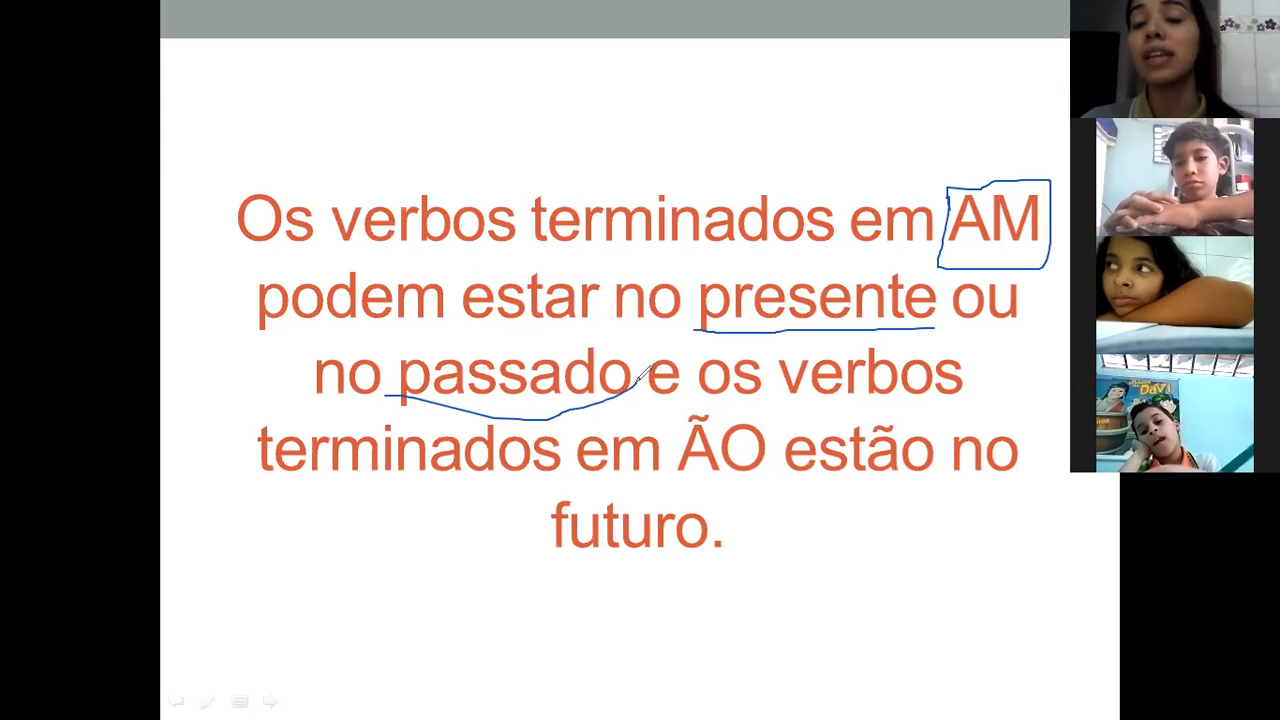 Os verbos terminados em AM
podem estar no presente ou
no passado e os verbos
terminados em ÃO estão no
futuro.
DAVI